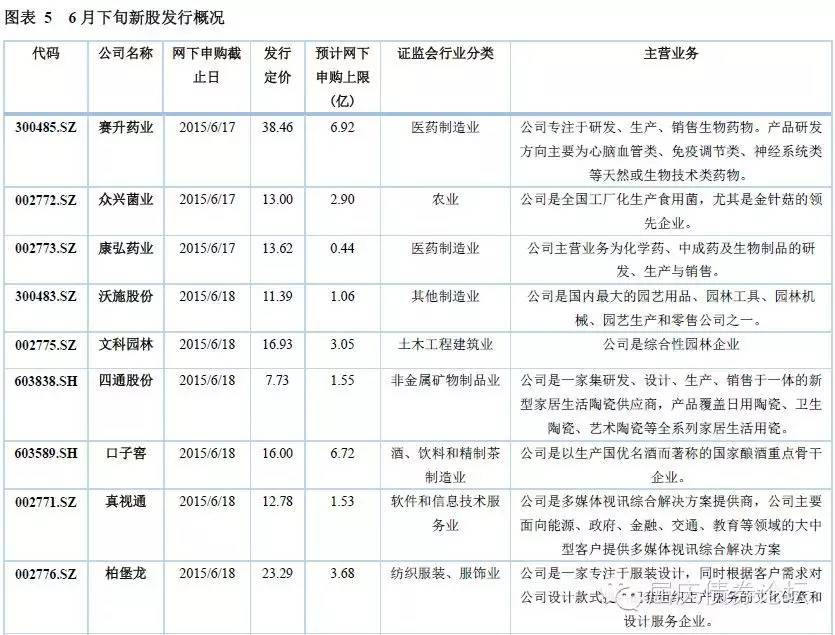 图表 5 6月下旬新股发行概况
代码 公司名称 网下申购截止日 发行定价 预计网下申购上限(亿) 证监会行业分类 主营业务
300485.SZ 赛升药业 2015/6/17 38.46 6.92 医药制造业 公司专注于研发、生产、销售生物药物。产品研发
方向主要为心脑血管类、免疫调节类、神经系统类
等天然或生物技术类药物。
002772.SZ 众兴菌业 2015/6/17 13.00 2.90 农业 公司是全国工厂化生产食用菌，尤其是金针菇的领
先企业。
002773.SZ 康弘药业 2015/6/17 13.62 0.44 医药制造业 公司主营业务为化学药、中成药及生物制品的研
发、生产与销售。
300483.SZ 沃施股份 2015/6/18 11.39 1.06 其他制造业 公司是国内最大的园艺用品、园林工具、园林机
械、园艺生产和零售公司之一。
002775.SZ 文科园林 2015/6/18 16.93 3.05 土木工程建筑业 公司是综合性园林企业
603838.SH 四通股份 2015/6/18 7.73 1.55 非金属矿物制品业 公司是一家集研发、设计、生产、销售于一体的新
型家居生活陶瓷供应商，产品覆盖日用陶瓷、卫生
陶瓷、艺术陶瓷等全系列家居生活用瓷。
603589.SH 口子窖 2015/6/18 16.00 6.72 酒、饮料和精制茶制造业 公司是以生产国优名酒而著称的国家酿酒重点骨干
企业。
002771.SZ 真视通 2015/6/18 12.78 1.53 软件和信息技术服务业 公司是多媒体视讯综合解决方案提供商，公司主要
面向能源、政府、金融、交通、教育等领域的大中
型客户提供多媒体视讯综合解决方案
002776.SZ 柏堡龙 2015/6/18 23.29 3.68 纺织服装、服饰业 公司是一家专注于服装设计，同时根据客户需求对
公司设计款式 组织生产服务的文化创意和
设计服务企业。
屈庆债券论坛